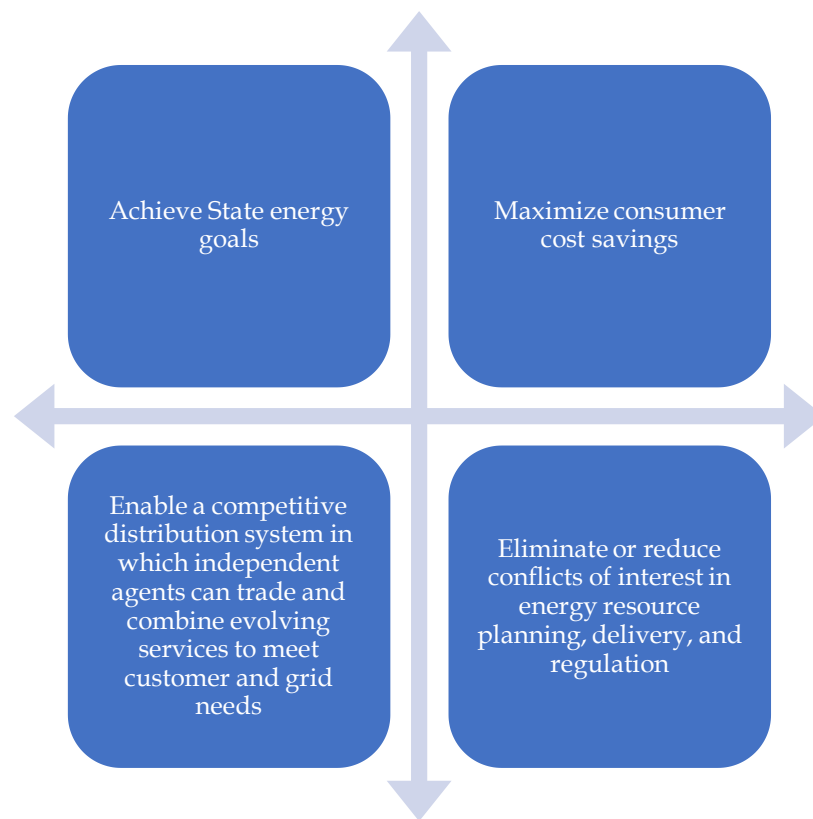 Achieve State energy
goals
Maximize consumer
cost savings
Enable a competitive
distribution system in
which independent
agents can trade and
combine evolving
services to meet
customer and grid
needs
Eliminate or reduce
conflicts of interest in
energy resource
planning, delivery, and
regulation